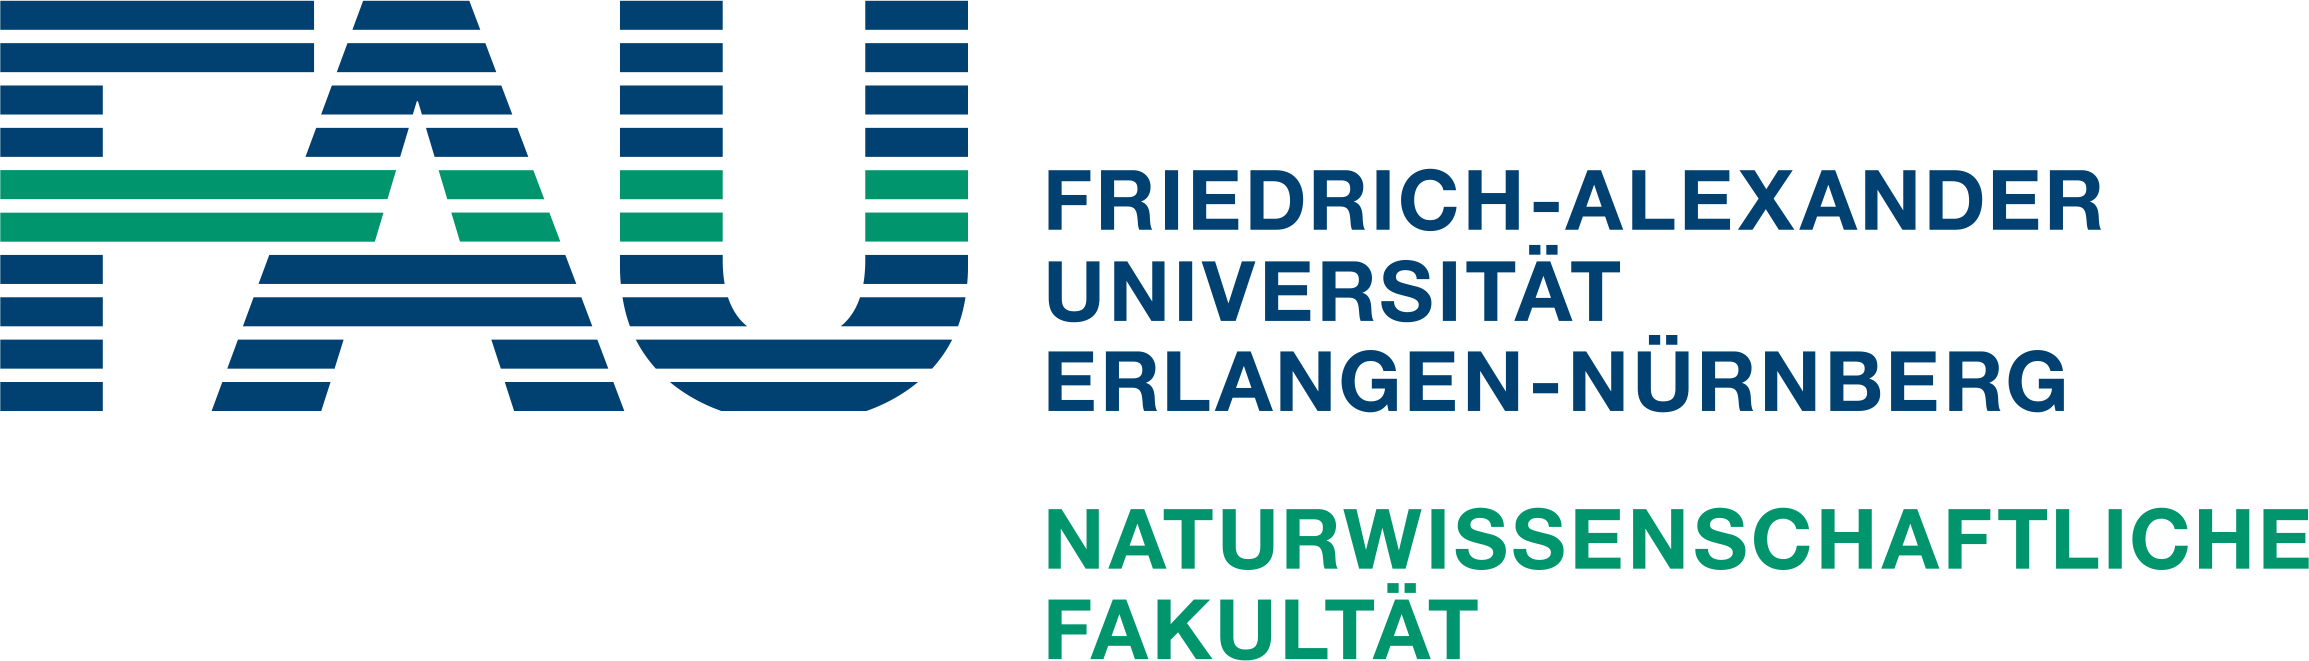 FAU
FRIEDRICH-ALEXANDER
UNIVERSITÄT
ERLANGEN-NÜRNBERG
NATURWISSENSCHAFTLICHE
FAKULTÄT